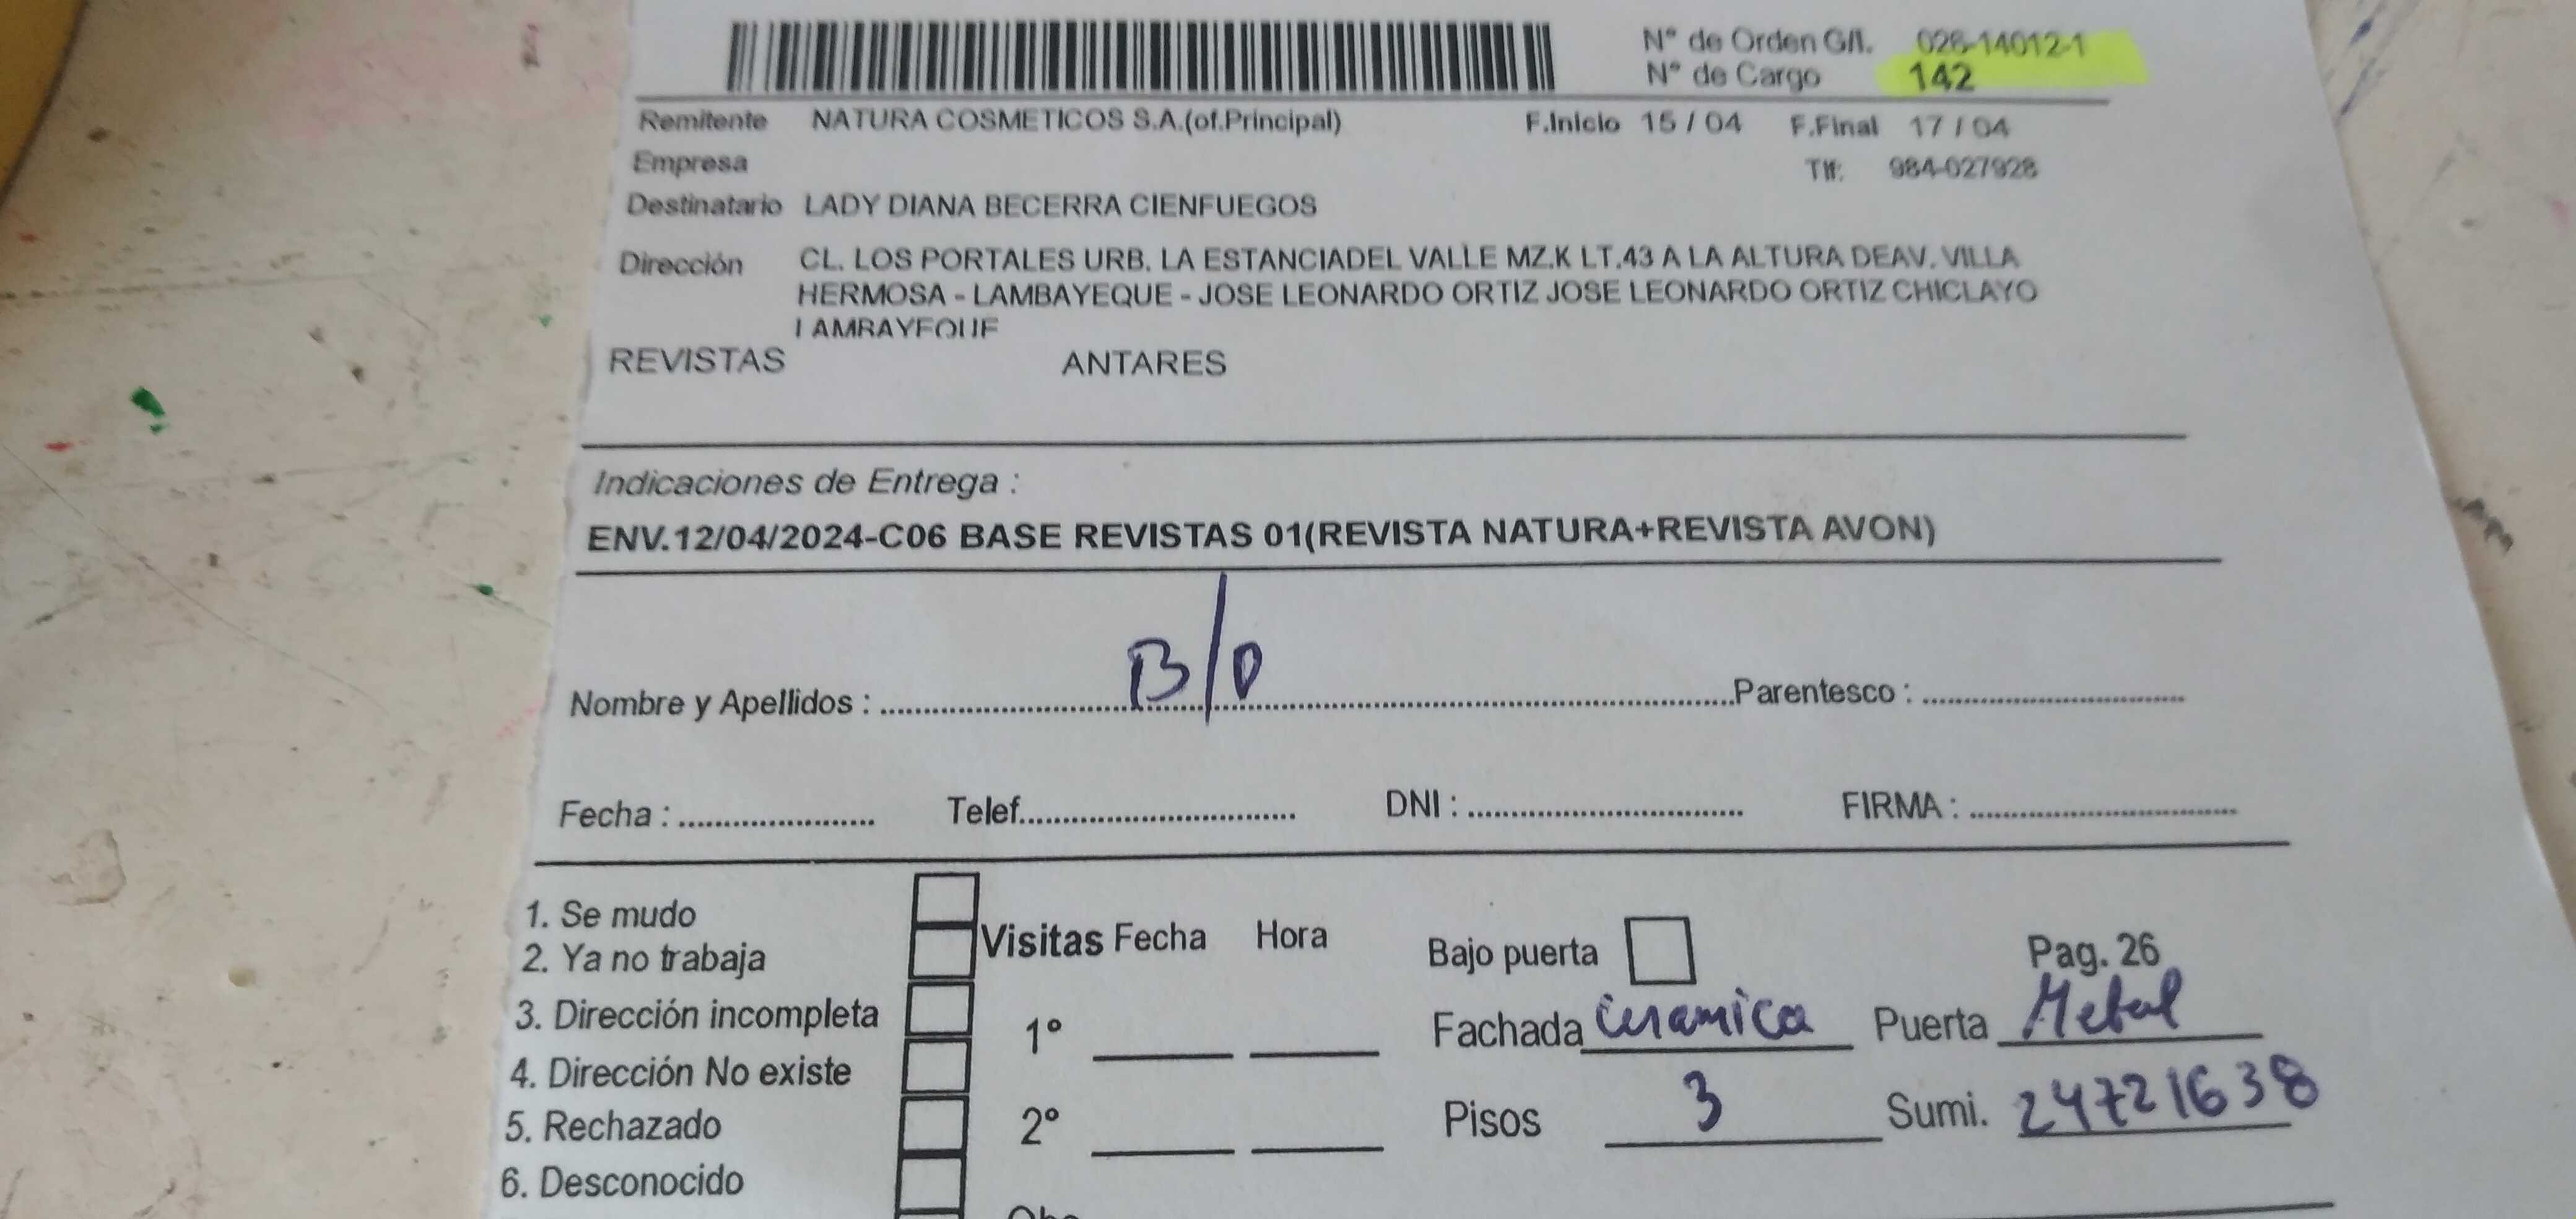 N° de Orden G/I. 026-14012-1
N° de Cargo 142
Remitente NATURA COSMETICOS S.A.(of.Principal) F.Inicio 15 / 04 F.Final 17 / 04
Empresa Tlf: 984-027928
Destinatario LADY DIANA BECERRA CIENFUEGOS
Dirección CL. LOS PORTALES URB. LA ESTANCIADEL VALLE MZ.K LT.43 A LA ALTURA DEAV. VILLA
HERMOSA - LAMBAYEQUE - JOSE LEONARDO ORTIZ JOSE LEONARDO ORTIZ CHICLAYO
LAMBAYEQUE
REVISTAS ANTARES
Indicaciones de Entrega :
ENV.12/04/2024-C06 BASE REVISTAS 01(REVISTA NATURA+REVISTA AVON)
Nombre y Apellidos : B/P Parentesco :
Fecha : Telef. DNI : FIRMA :
1. Se mudo
2. Ya no trabaja Visitas Fecha Hora Bajo puerta Pag. 26
3. Dirección incompleta 1° Fachada Ceramica Puerta Metal
4. Dirección No existe
5. Rechazado 2° Pisos 3 Sumi. 24721638
6. Desconocido